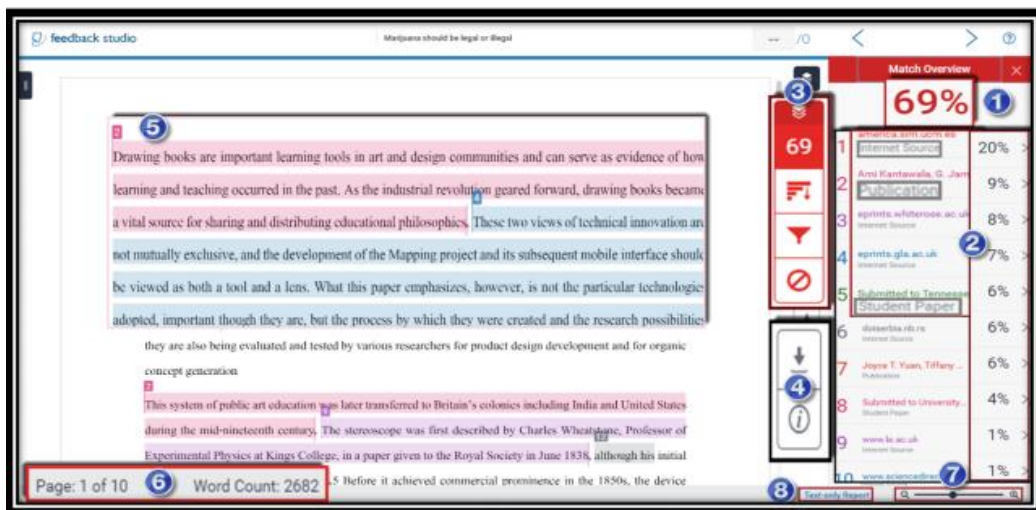 feedback studio
Marijuana should be legal or illegal
-- /0
Match Overview
69%
1
3
69
4
5
2
Drawing books are important learning tools in art and design communities and can serve as evidence of how
learning and teaching occurred in the past. As the industrial revolution geared forward, drawing books became
4
a vital source for sharing and distributing educational philosophies. These two views of technical innovation are
not mutually exclusive, and the development of the Mapping project and its subsequent mobile interface should
be viewed as both a tool and a lens. What this paper emphasizes, however, is not the particular technologies
adopted, important though they are, but the process by which they were created and the research possibilities
they are also being evaluated and tested by various researchers for product design development and for organic
concept generation
2
This system of public art education was later transferred to Britain's colonies including India and United States
during the mid-nineteenth century. The stereoscope was first described by Charles Wheatstone, Professor of
12
Experimental Physics at Kings College, in a paper given to the Royal Society in June 1838, although his initial
.5 Before it achieved commercial prominence in the 1850s, the device
Page: 1 of 10
6
Word Count: 2682
1 america.sim.ucm.es 20%
Internet Source
2 Ami Kantawala, G. Jam 9%
Publication
3 eprints.whiterose.ac.uk 8%
Internet Source
2
4 eprints.gla.ac.uk 7%
Internet Source
5 Submitted to Tennesse 6%
Student Paper
6 doiserbia.nb.rs 6%
Internet Source
7 Joyce T. Yuan, Tiffany ... 6%
Publication
8 Submitted to University... 4%
Student Paper
9 www.le.ac.uk 1%
Internet Source
10 www.sciencedirec 1%
7
8
Text-only Report